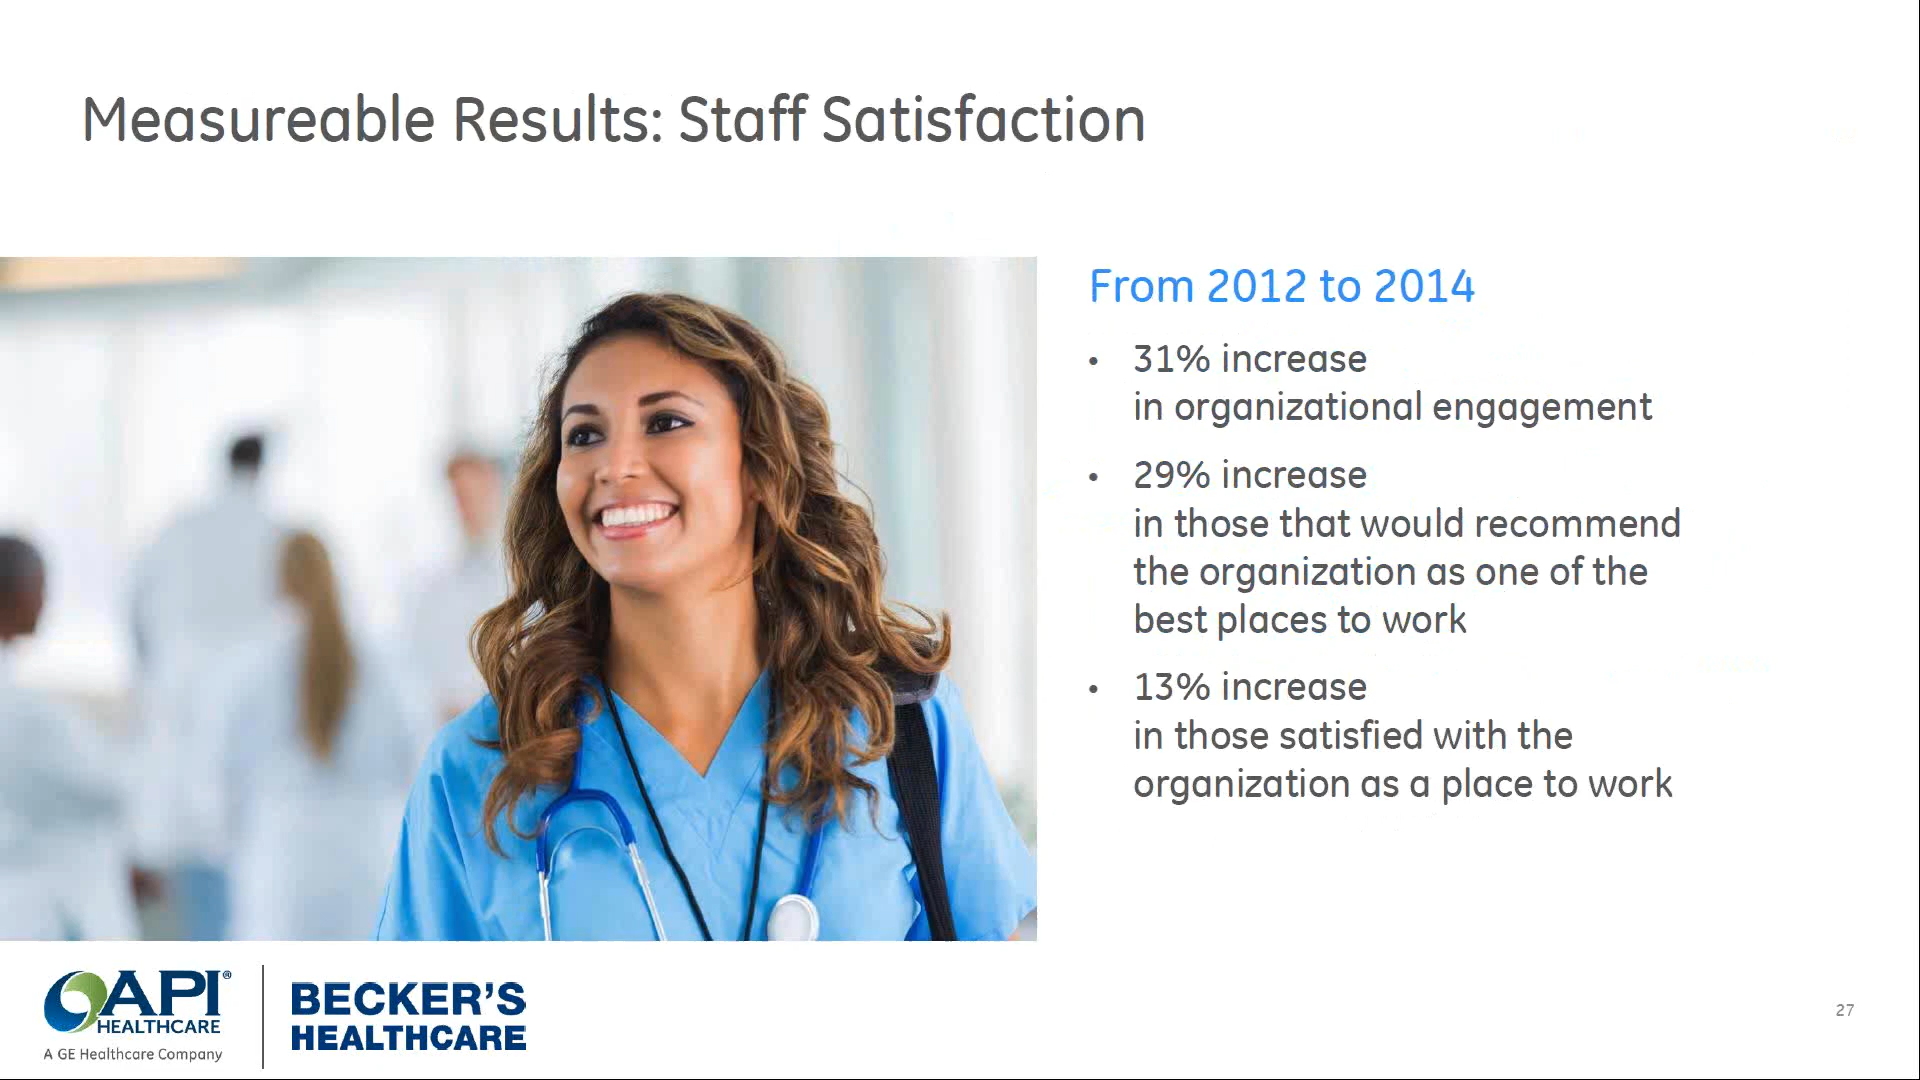 Measureable Results: Staff Satisfaction
From 2012 to 2014
• 31% increase
in organizational engagement
• 29% increase
in those that would recommend
the organization as one of the
best places to work
• 13% increase
in those satisfied with the
organization as a place to work
API®
HEALTHCARE
A GE Healthcare Company
BECKER'S
HEALTHCARE
27